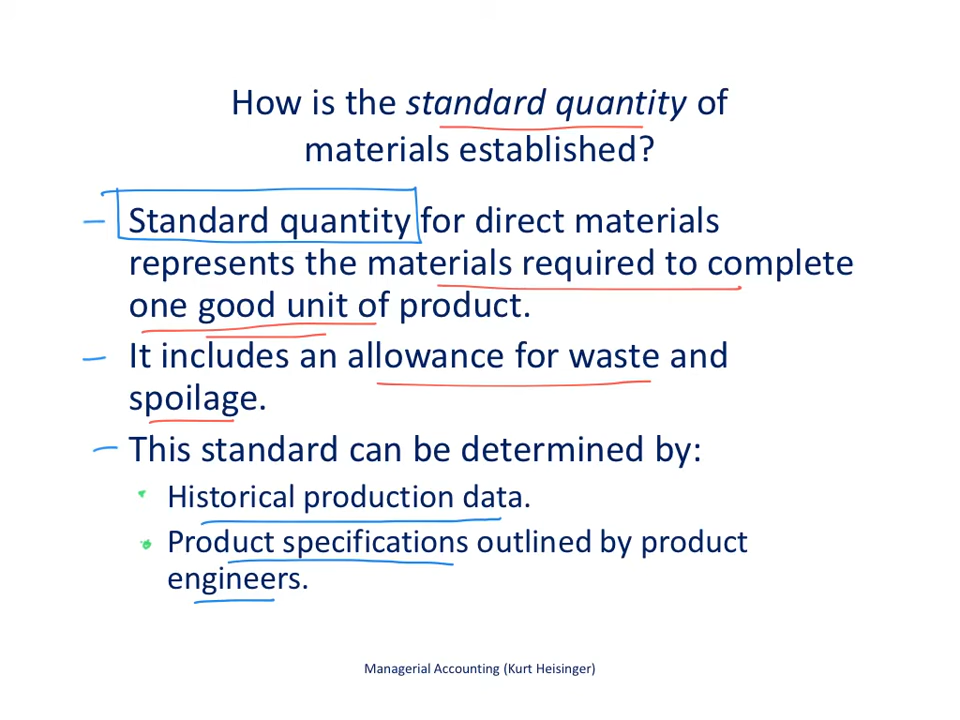 How is the standard quantity of
materials established?
Standard quantity for direct materials
represents the materials required to complete
one good unit of product.
It includes an allowance for waste and
spoilage.
This standard can be determined by:
Historical production data.
Product specifications outlined by product
engineers.
Managerial Accounting (Kurt Heisinger)